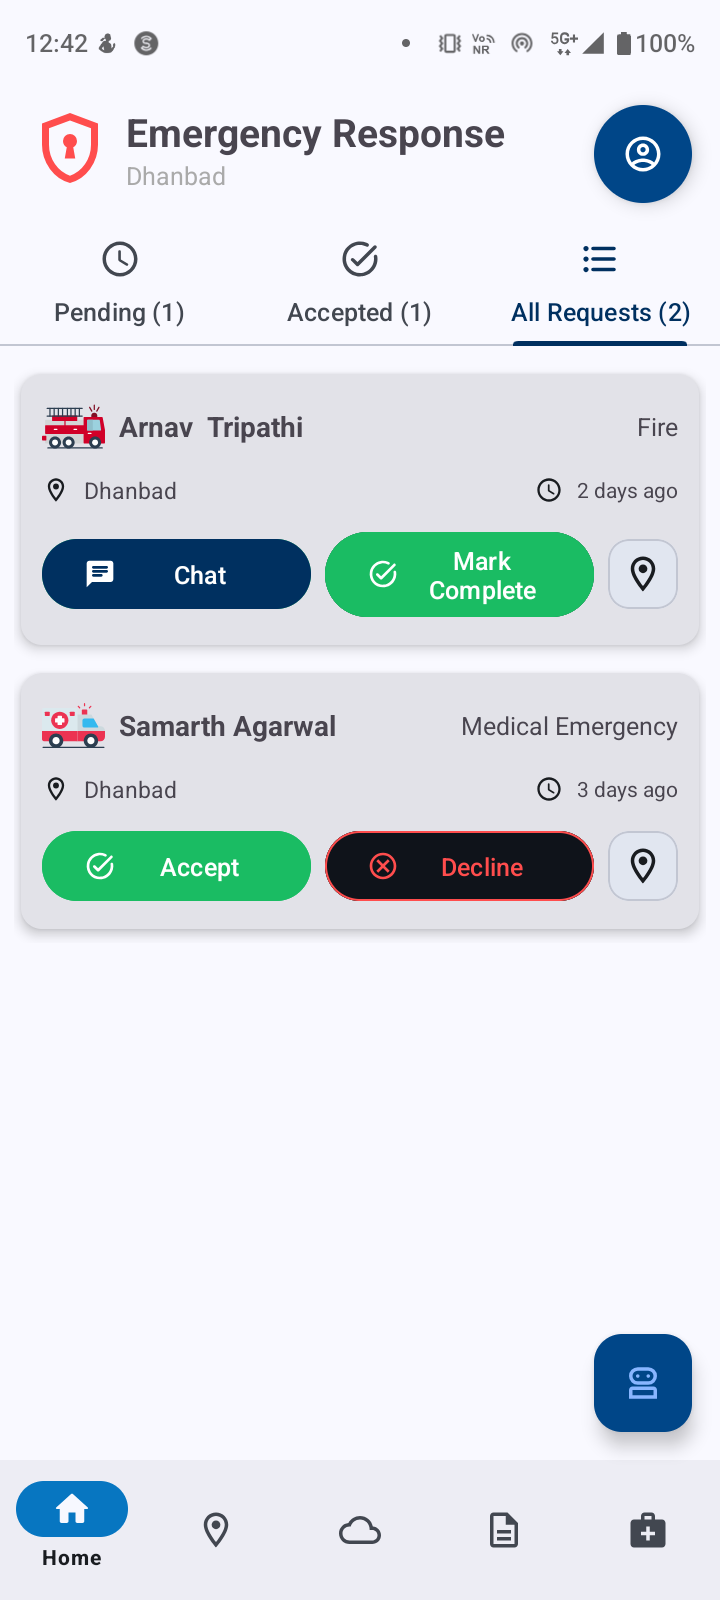 12:42
Vo
NR
5G+
100%
Emergency Response
Dhanbad
Pending (1)
Accepted (1)
All Requests (2)
Arnav  Tripathi
Fire
Dhanbad
2 days ago
Chat
Mark
Complete
Samarth Agarwal
Medical Emergency
Dhanbad
3 days ago
Accept
Decline
Home